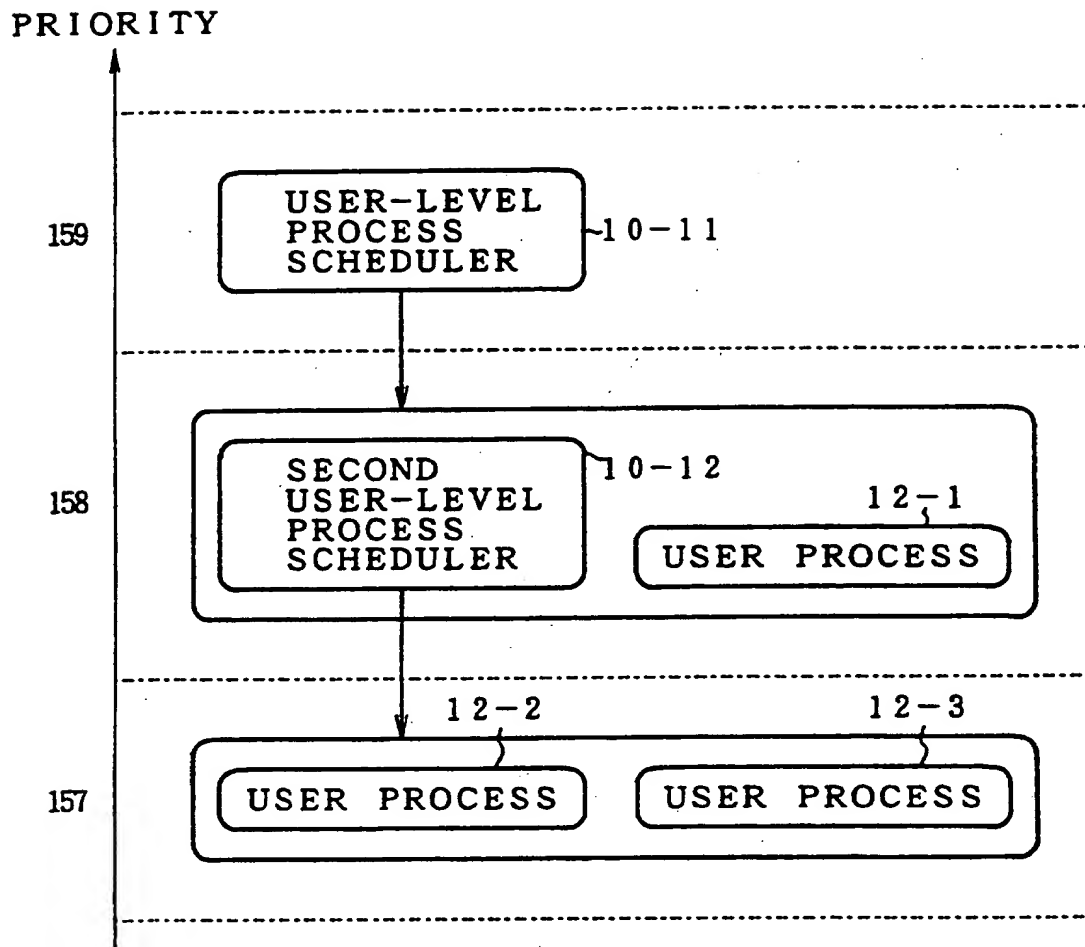 PRIORITY
159
USER-LEVEL
PROCESS
SCHEDULER
10-11
158
SECOND
USER-LEVEL
PROCESS
SCHEDULER
10-12
12-1
USER PROCESS
157
12-2
USER PROCESS
12-3
USER PROCESS